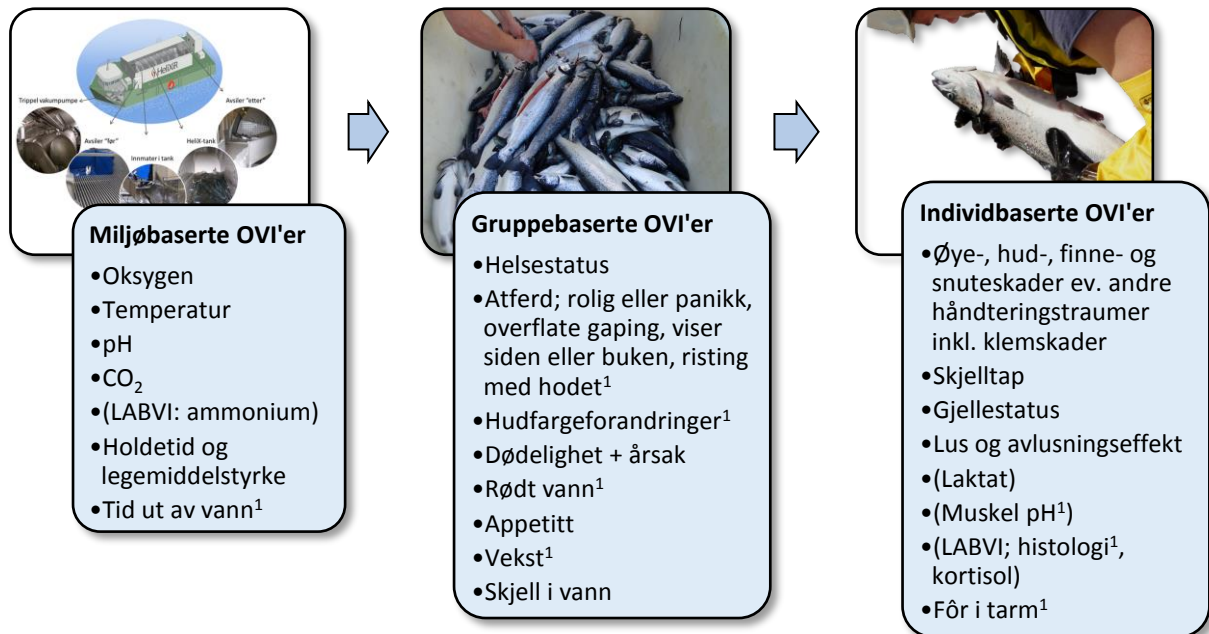 HeliXiR
Trippel vakumpumpe
Avsiler "etter"
Avsiler "før"
HeliX-tank
Innmater i tank
Miljøbaserte OVI'er
•Oksygen
•Temperatur
•pH
•CO₂
•(LABVI: ammonium)
•Holdetid og
legemiddelstyrke
•Tid ut av vann¹
Gruppebaserte OVI'er
•Helsestatus
•Atferd; rolig eller panikk,
overflate gaping, viser
siden eller buken, risting
med hodet¹
•Hudfargeforandringer¹
•Dødelighet + årsak
•Rødt vann¹
•Appetitt
•Vekst¹
•Skjell i vann
Individbaserte OVI'er
•Øye-, hud-, finne- og
snuteskader ev. andre
håndteringstraumer
inkl. klemskader
•Skjelltap
•Gjellestatus
•Lus og avlusningseffekt
•(Laktat)
•(Muskel pH¹)
•(LABVI; histologi¹,
kortisol)
•Fôr i tarm¹